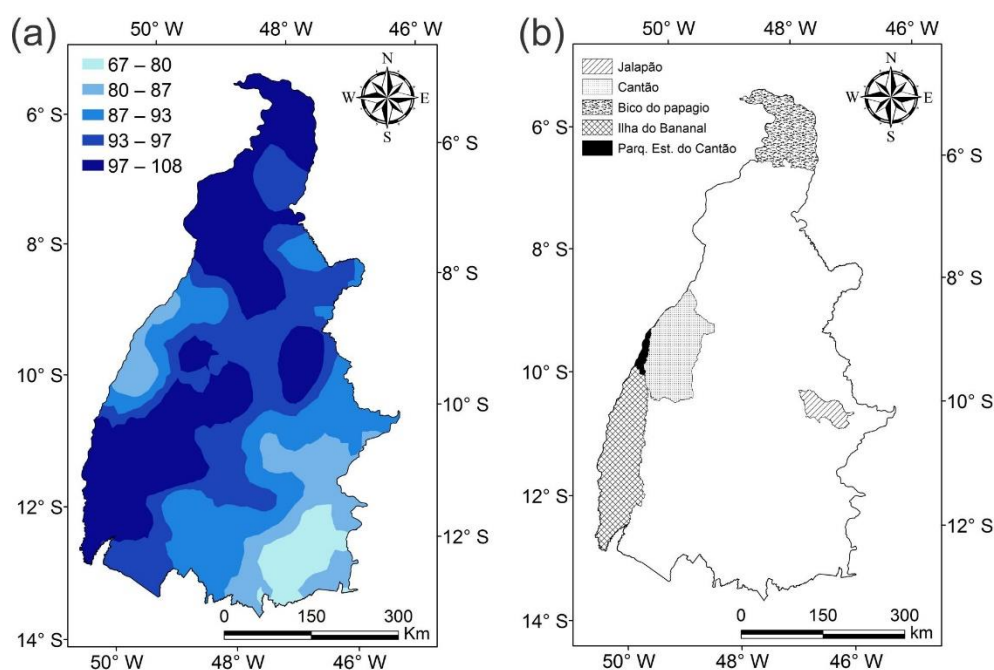 (a)
50° W 48° W 46° W
67 – 80
80 – 87
87 – 93
93 – 97
97 – 108
N
W E
S
6° S
8° S
10° S
12° S
14° S
6° S
8° S
10° S
12° S
0 150 300
Km
50° W 48° W 46° W
(b)
50° W 48° W 46° W
Jalapão
Cantão
Bico do papagio
Ilha do Bananal
Parq. Est. do Cantão
N
W E
S
6° S
8° S
10° S
12° S
14° S
6° S
8° S
10° S
12° S
0 150 300
Km
50° W 48° W 46° W